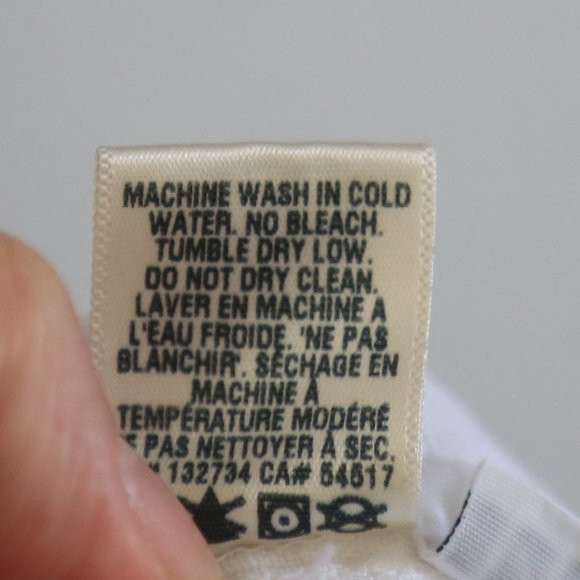 MACHINE WASH IN COLD
WATER. NO BLEACH.
TUMBLE DRY LOW.
DO NOT DRY CLEAN.
LAVER EN MACHINE A
L'EAU FROIDE. 'NE PAS
BLANCHIR'. SÉCHAGE EN
MACHINE À
TEMPÉRATURE MODÉRÉ
PAS NETTOYER À SEC.
132734 CA# 54517